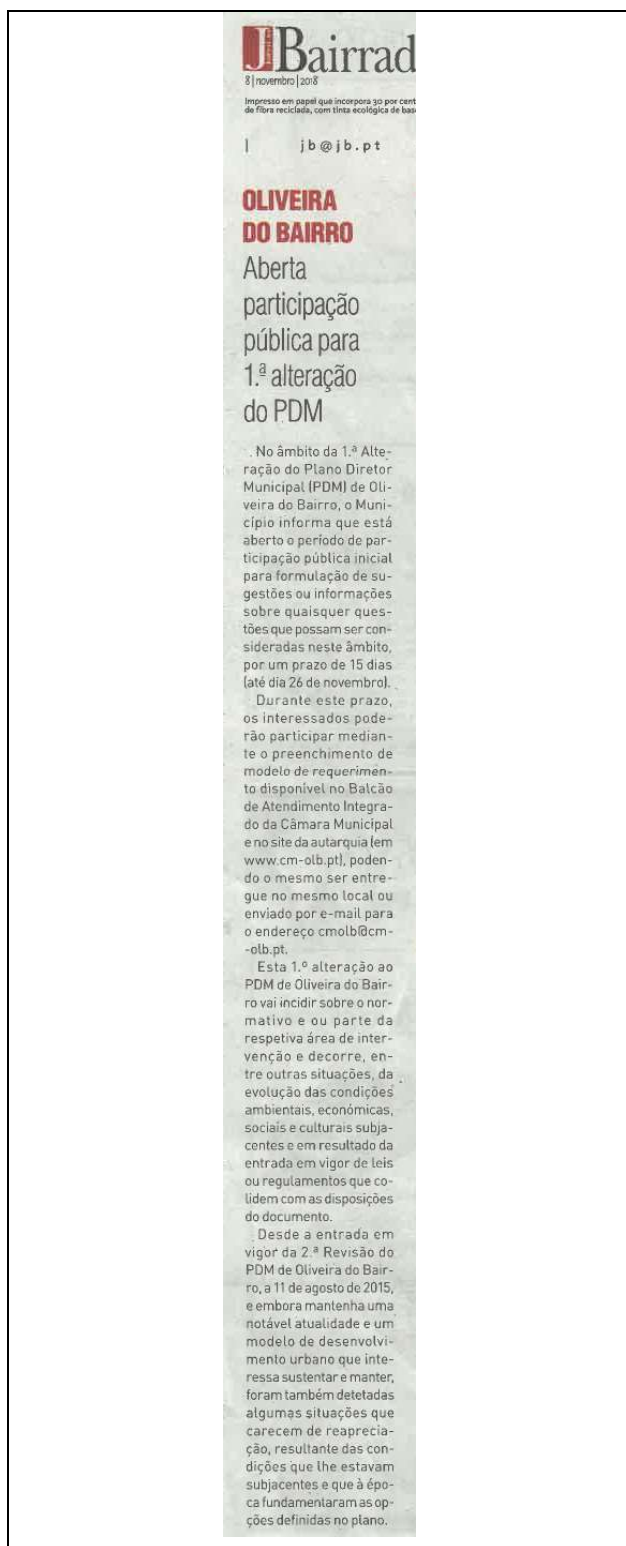 JBairrad
8 | novembro | 2018
Impresso em papel que incorpora 30 por cent
de fibra reciclada, com tinta ecológica de base
| jb@jb.pt
OLIVEIRA
DO BAIRRO
Aberta
participação
pública para
1.ª alteração
do PDM
No âmbito da 1.ª Alte-
ração do Plano Diretor
Municipal (PDM) de Oli-
veira do Bairro, o Muni-
cípio informa que está
aberto o período de par-
ticipação pública inicial
para formulação de su-
gestões ou informações
sobre quaisquer ques-
tões que possam ser con-
sideradas neste âmbito,
por um prazo de 15 dias
(até dia 26 de novembro).
Durante este prazo,
os interessados pode-
rão participar median-
te o preenchimento de
modelo de requerimen-
to disponível no Balcão
de Atendimento Integra-
do da Câmara Municipal
e no site da autarquia (em
www.cm-olb.pt), poden-
do o mesmo ser entre-
gue no mesmo local ou
enviado por e-mail para
o endereço cmolb@cm-
-olb.pt.
Esta 1.º alteração ao
PDM de Oliveira do Bair-
ro vai incidir sobre o nor-
mativo e ou parte da
respetiva área de inter-
venção e decorre, en-
tre outras situações, da
evolução das condições
ambientais, económicas,
sociais e culturais subja-
centes e em resultado da
entrada em vigor de leis
ou regulamentos que co-
lidem com as disposições
do documento.
Desde a entrada em
vigor da 2.ª Revisão do
PDM de Oliveira do Bair-
ro, a 11 de agosto de 2015,
e embora mantenha uma
notável atualidade e um
modelo de desenvolvi-
mento urbano que inte-
ressa sustentar e manter,
foram também detetadas
algumas situações que
carecem de reaprecia-
ção, resultante das con-
dições que lhe estavam
subjacentes e que à épo-
ca fundamentaram as op-
ções definidas no plano.